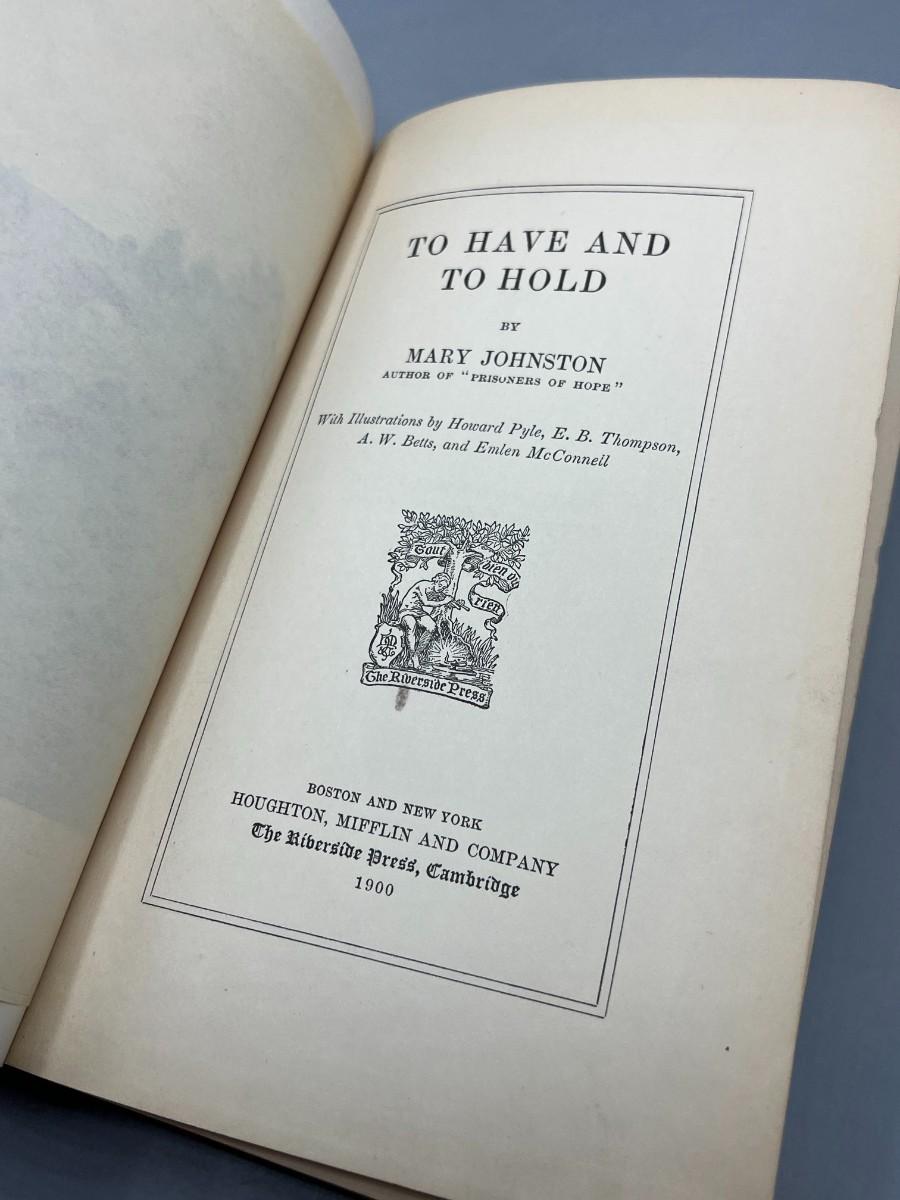 TO HAVE AND
TO HOLD
BY
MARY JOHNSTON
AUTHOR OF "PRISONERS OF HOPE"
With Illustrations by Howard Pyle, E. B. Thompson,
A. W. Betts, and Emlen McConnell
Tout bien ou
rien
The Riverside Press
BOSTON AND NEW YORK
HOUGHTON, MIFFLIN AND COMPANY
The Riverside Press, Cambridge
1900